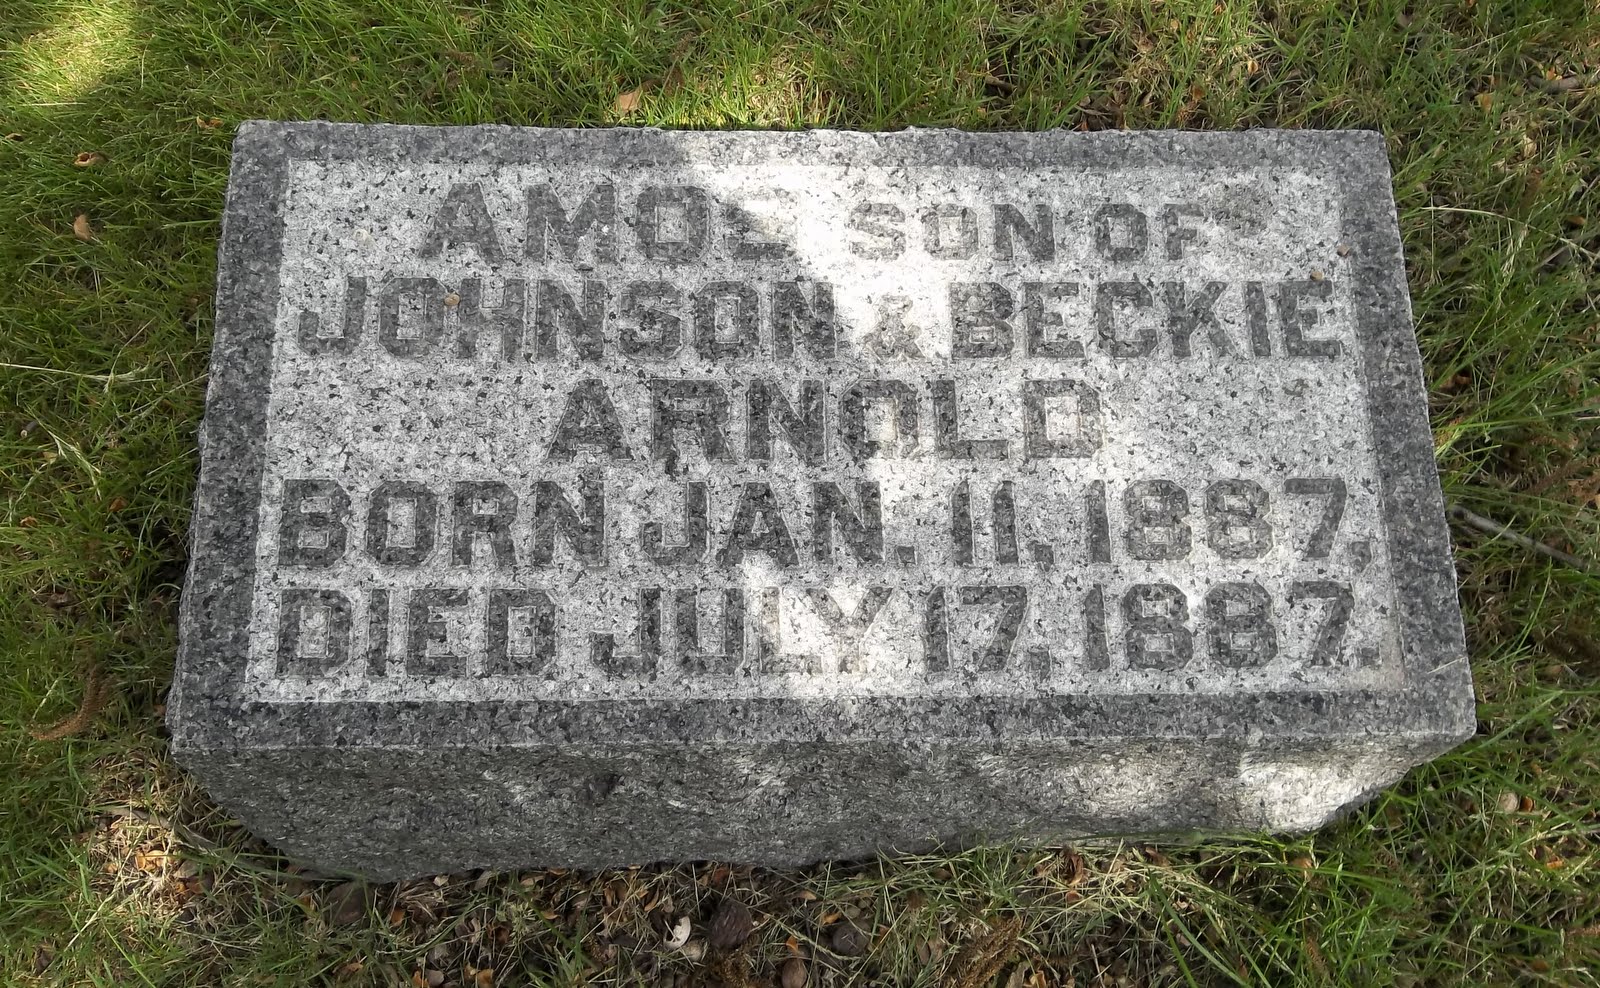 AMOS SON OF
JOHNSON & BECKIE
ARNOLD
BORN JAN. 11, 1887,
DIED JULY 17, 1887.